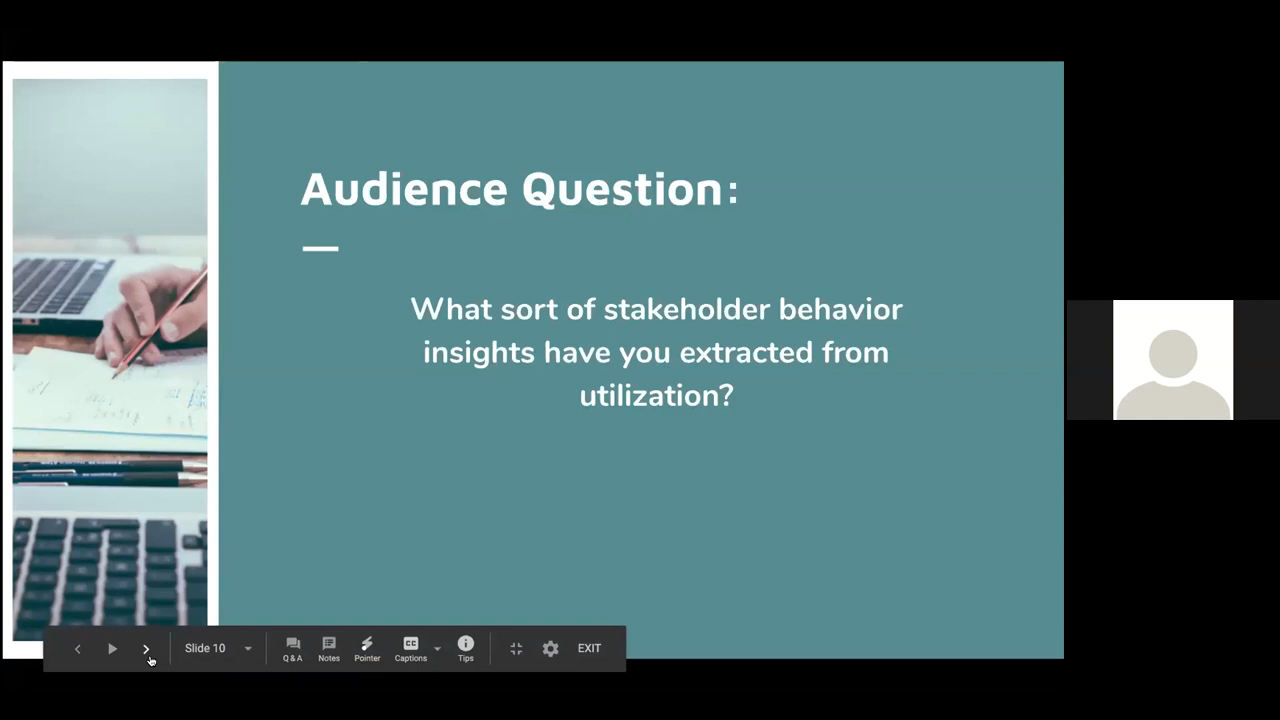 Audience Question:
What sort of stakeholder behavior
insights have you extracted from
utilization?
Slide 10
Q & A
Notes
Pointer
CC
Captions
Tips
EXIT